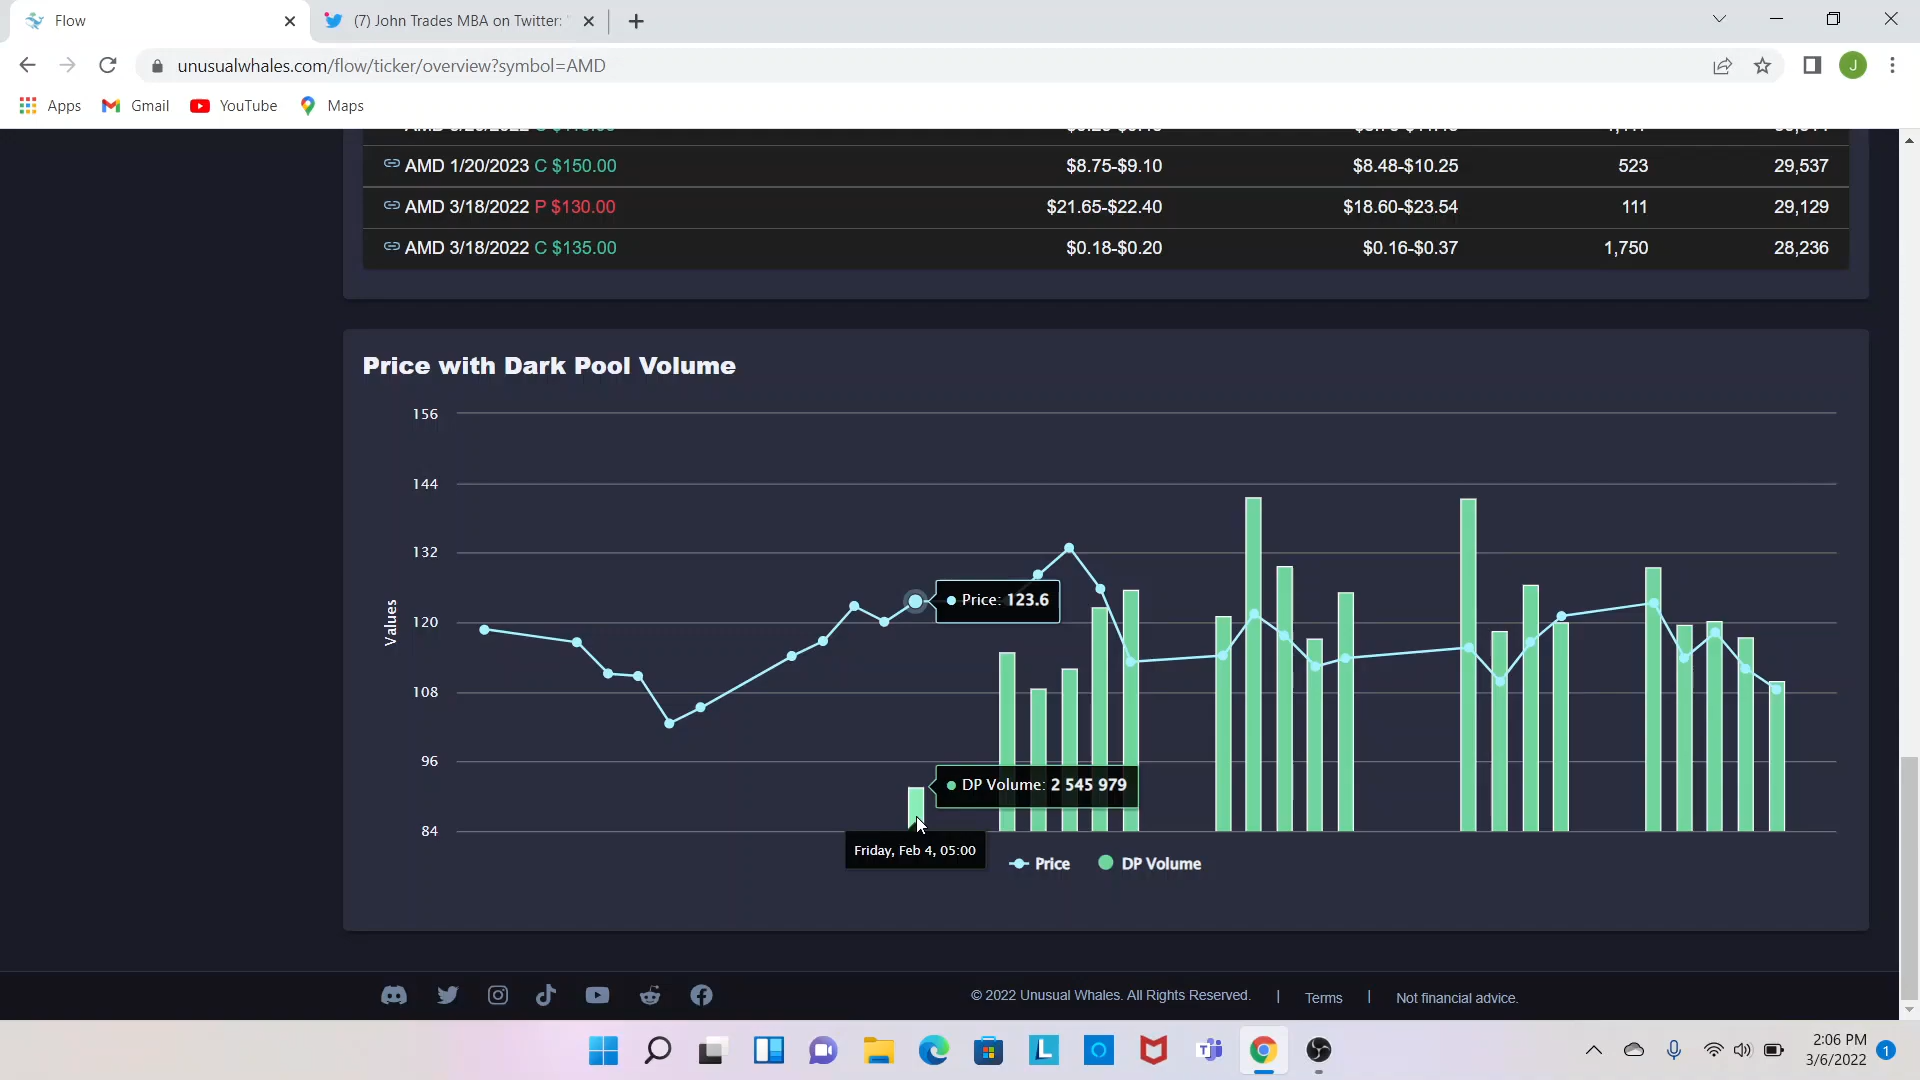 Flow
(7) John Trades MBA on Twitter:
unusualwhales.com/flow/ticker/overview?symbol=AMD
J
Apps
Gmail
YouTube
Maps
AMD 1/20/2023 C $150.00 $8.75-$9.10 $8.48-$10.25 523 29,537
AMD 3/18/2022 P $130.00 $21.65-$22.40 $18.60-$23.54 111 29,129
AMD 3/18/2022 C $135.00 $0.18-$0.20 $0.16-$0.37 1,750 28,236
Price with Dark Pool Volume
156
144
132
120
108
96
84
Values
Price: 123.6
DP Volume: 2 545 979
Friday, Feb 4, 05:00
Price
DP Volume
© 2022 Unusual Whales. All Rights Reserved. | Terms | Not financial advice.
2:06 PM
3/6/2022
1